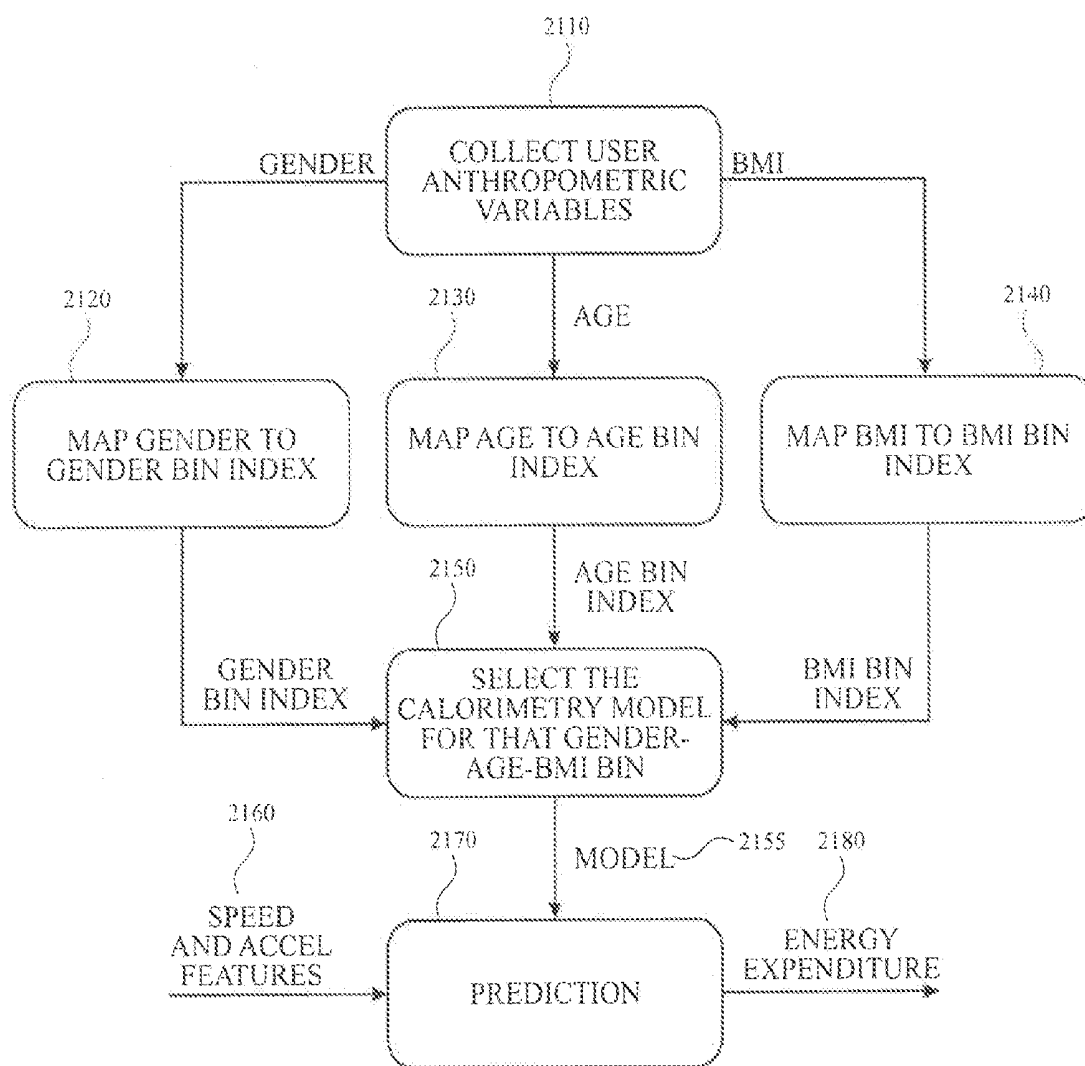 2110
COLLECT USER
ANTHROPOMETRIC
VARIABLES
GENDER
BMI
AGE
2120
2130
2140
MAP GENDER TO
GENDER BIN INDEX
MAP AGE TO AGE BIN
INDEX
MAP BMI TO BMI BIN
INDEX
2150
AGE BIN
INDEX
GENDER
BIN INDEX
BMI BIN
INDEX
SELECT THE
CALORIMETRY MODEL
FOR THAT GENDER-
AGE-BMI BIN
2160
2170
MODEL
2155
2180
SPEED
AND ACCEL
FEATURES
PREDICTION
ENERGY
EXPENDITURE